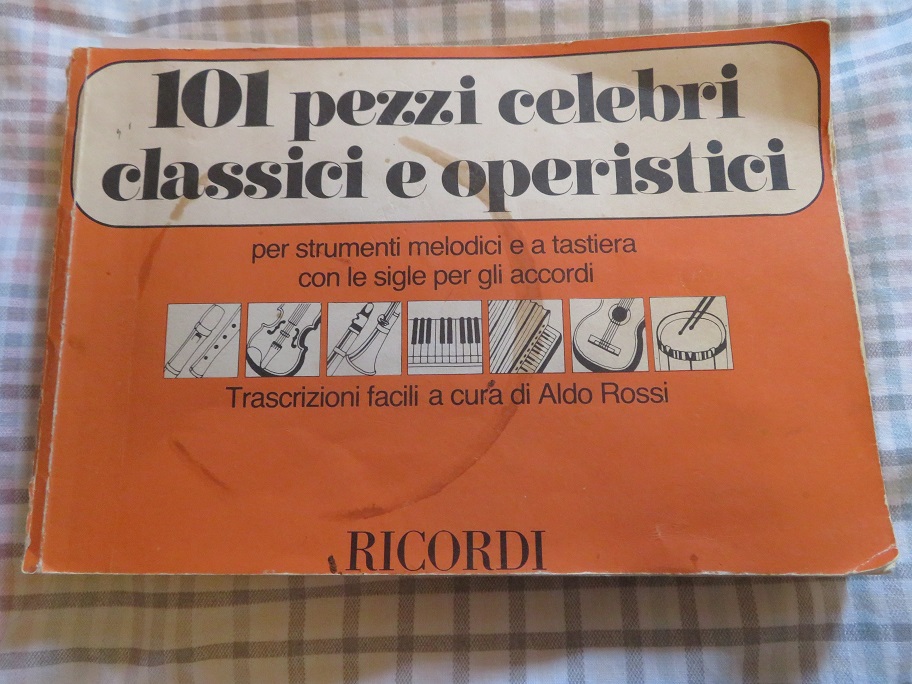 101 pezzi celebri
classici e operistici
per strumenti melodici e a tastiera
con le sigle per gli accordi
Trascrizioni facili a cura di Aldo Rossi
RICORDI